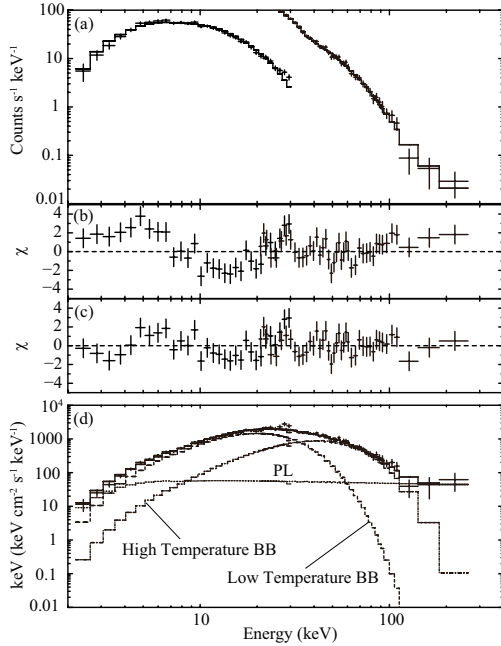 (a)
100
10
1
0.1
0.01
Counts s⁻¹ keV⁻¹
(b)
4
2
0
−2
−4
χ
(c)
4
2
0
−2
−4
χ
(d)
10⁴
1000
100
10
1
0.1
0.01
keV (keV cm⁻² s⁻¹ keV⁻¹)
PL
High Temperature BB
Low Temperature BB
10 100
Energy (keV)